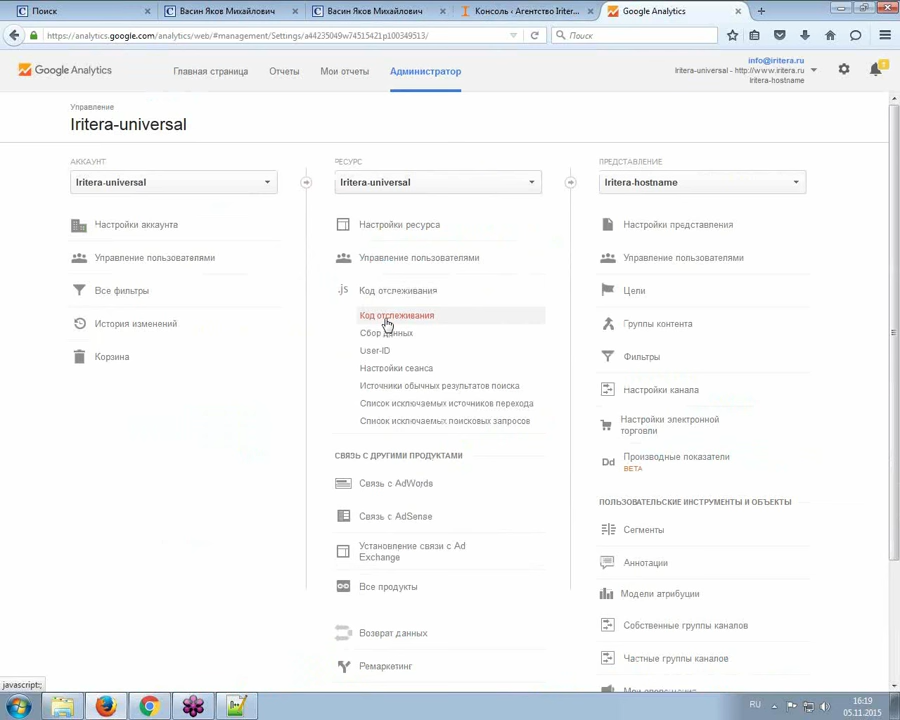 Поиск
Васин Яков Михайлович
Васин Яков Михайлович
Консоль ‹ Агентство Iriter...
Google Analytics
https://analytics.google.com/analytics/web/#management/Settings/a44235049w74515421p100349513/
Поиск
Google Analytics
Главная страница
Отчеты
Мои отчеты
Администратор
info@iritera.ru
Iritera-universal - http://www.iritera.ru
Iritera-hostname
1
Управление
Iritera-universal
АККАУНТ
Iritera-universal
Настройки аккаунта
Управление пользователями
Все фильтры
История изменений
Корзина
РЕСУРС
Iritera-universal
Настройки ресурса
Управление пользователями
.js
Код отслеживания
Код отслеживания
Сбор данных
User-ID
Настройки сеанса
Источники обычных результатов поиска
Список исключаемых источников перехода
Список исключаемых поисковых запросов
СВЯЗЬ С ДРУГИМИ ПРОДУКТАМИ
Связь с AdWords
Связь с AdSense
Установление связи с Ad
Exchange
Все продукты
Возврат данных
Ремаркетинг
ПРЕДСТАВЛЕНИЕ
Iritera-hostname
Настройки представления
Управление пользователями
Цели
Группы контента
Фильтры
Настройки канала
Настройки электронной
торговли
Dd
Производные показатели
BETA
ПОЛЬЗОВАТЕЛЬСКИЕ ИНСТРУМЕНТЫ И ОБЪЕКТЫ
Сегменты
Аннотации
Модели атрибуции
Собственные группы каналов
Частные группы каналов
Мои оповещения
javascript:;
RU
16:19
05.11.2015